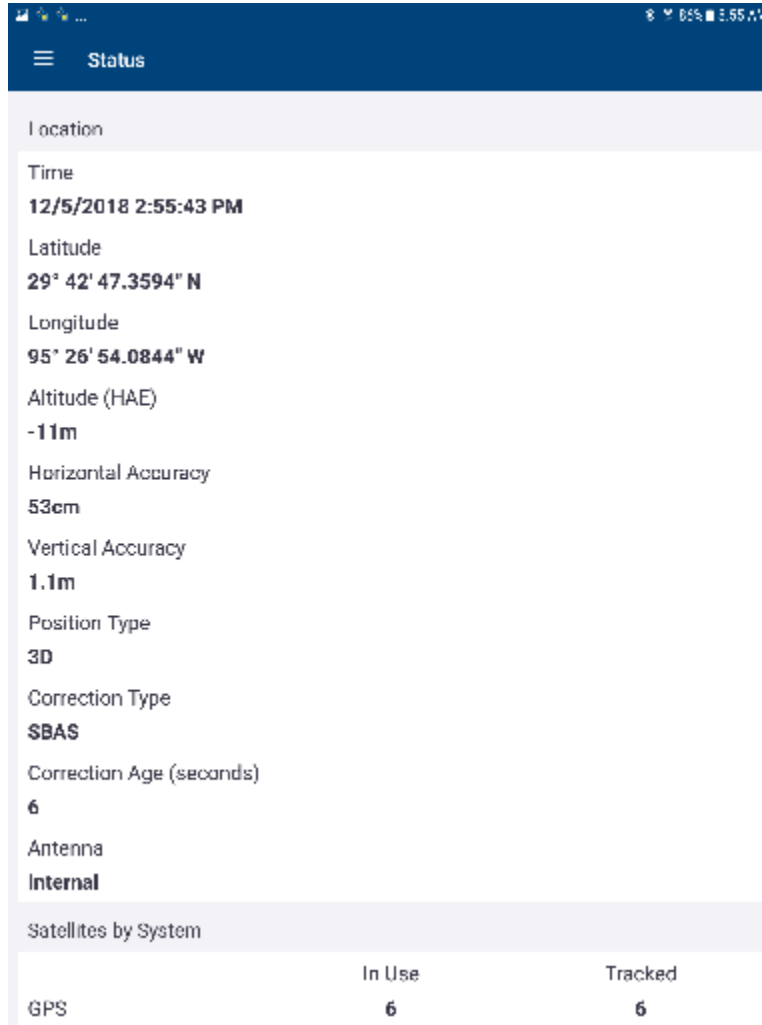 ...
Status
Location
Time
12/5/2018 2:55:43 PM
Latitude
29° 42' 47.3594" N
Longitude
95° 26' 54.0844" W
Altitude (HAE)
-11m
Horizontal Accuracy
53cm
Vertical Accuracy
1.1m
Position Type
3D
Correction Type
SBAS
Correction Age (seconds)
6
Antenna
Internal
Satellites by System
In Use Tracked
GPS 6 6